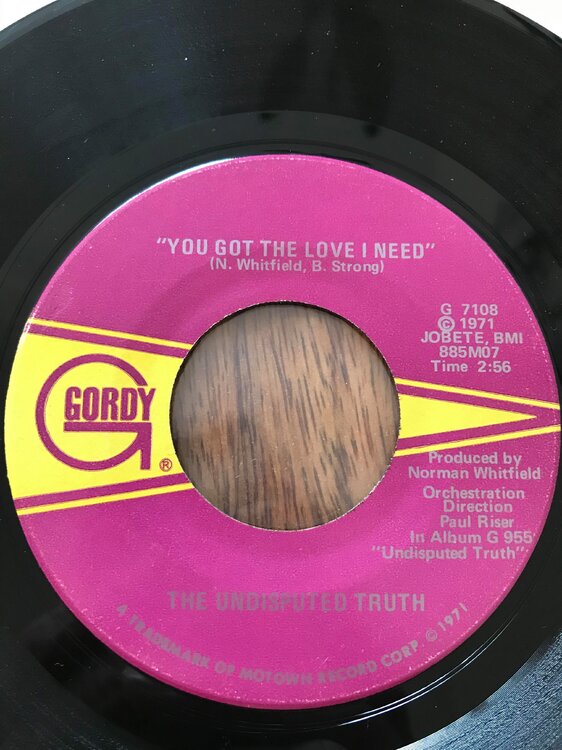 "YOU GOT THE LOVE I NEED"
(N. Whitfield, B. Strong)
G 7108
© 1971
JOBETE, BMI
885M07
Time 2:56
GORDY
®
Produced by
Norman Whitfield
Orchestration
Direction
Paul Riser
In Album G 955
"Undisputed Truth"
THE UNDISPUTED TRUTH
A TRADEMARK OF MOTOWN RECORD CORP. © 1971